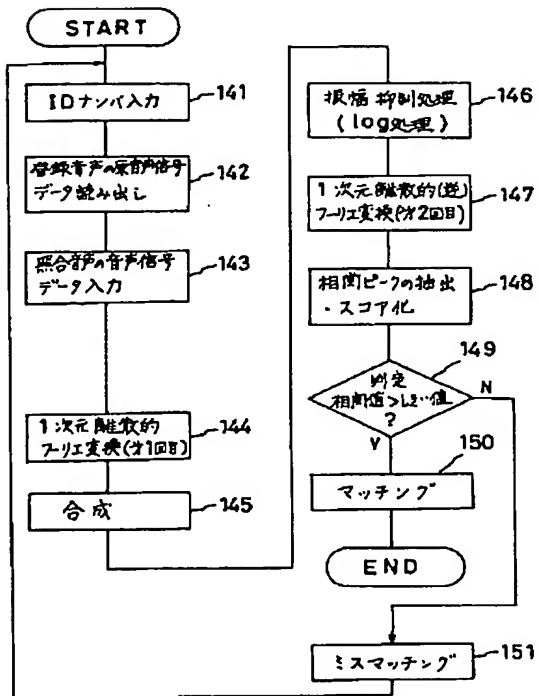 START
IDナンバ入力
141
登録音声の原音声信号
データ読み出し
142
照合音声の音声信号
データ入力
143
1次元離散的
フーリエ変換(第1回目)
144
合成
145
振幅抑制処理
(log処理)
146
1次元離散的(逆)
フーリエ変換(第2回目)
147
相関ピークの抽出
・スコア化
148
149
判定
相関値>しきい値
?
N
Y
150
マッチング
END
ミスマッチング
151